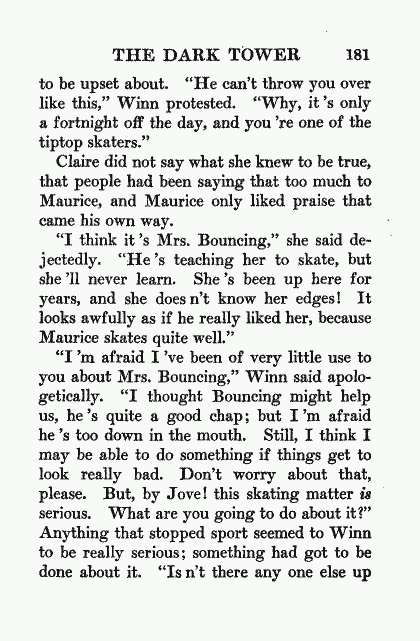 THE DARK TOWER 181
to be upset about. “He can’t throw you over
like this,” Winn protested. “Why, it ’s only
a fortnight off the day, and you ’re one of the
tiptop skaters.”
Claire did not say what she knew to be true,
that people had been saying that too much to
Maurice, and Maurice only liked praise that
came his own way.
“I think it ’s Mrs. Bouncing,” she said de-
jectedly. “He ’s teaching her to skate, but
she ’ll never learn. She ’s been up here for
years, and she does n’t know her edges! It
looks awfully as if he really liked her, because
Maurice skates quite well.”
“I ’m afraid I ’ve been of very little use to
you about Mrs. Bouncing,” Winn said apolo-
getically. “I thought Bouncing might help
us, he ’s quite a good chap; but I ’m afraid
he ’s too down in the mouth. Still, I think I
may be able to do something if things get to
look really bad. Don’t worry about that,
please. But, by Jove! this skating matter is
serious. What are you going to do about it?”
Anything that stopped sport seemed to Winn
to be really serious; something had got to be
done about it. “Is n’t there any one else up